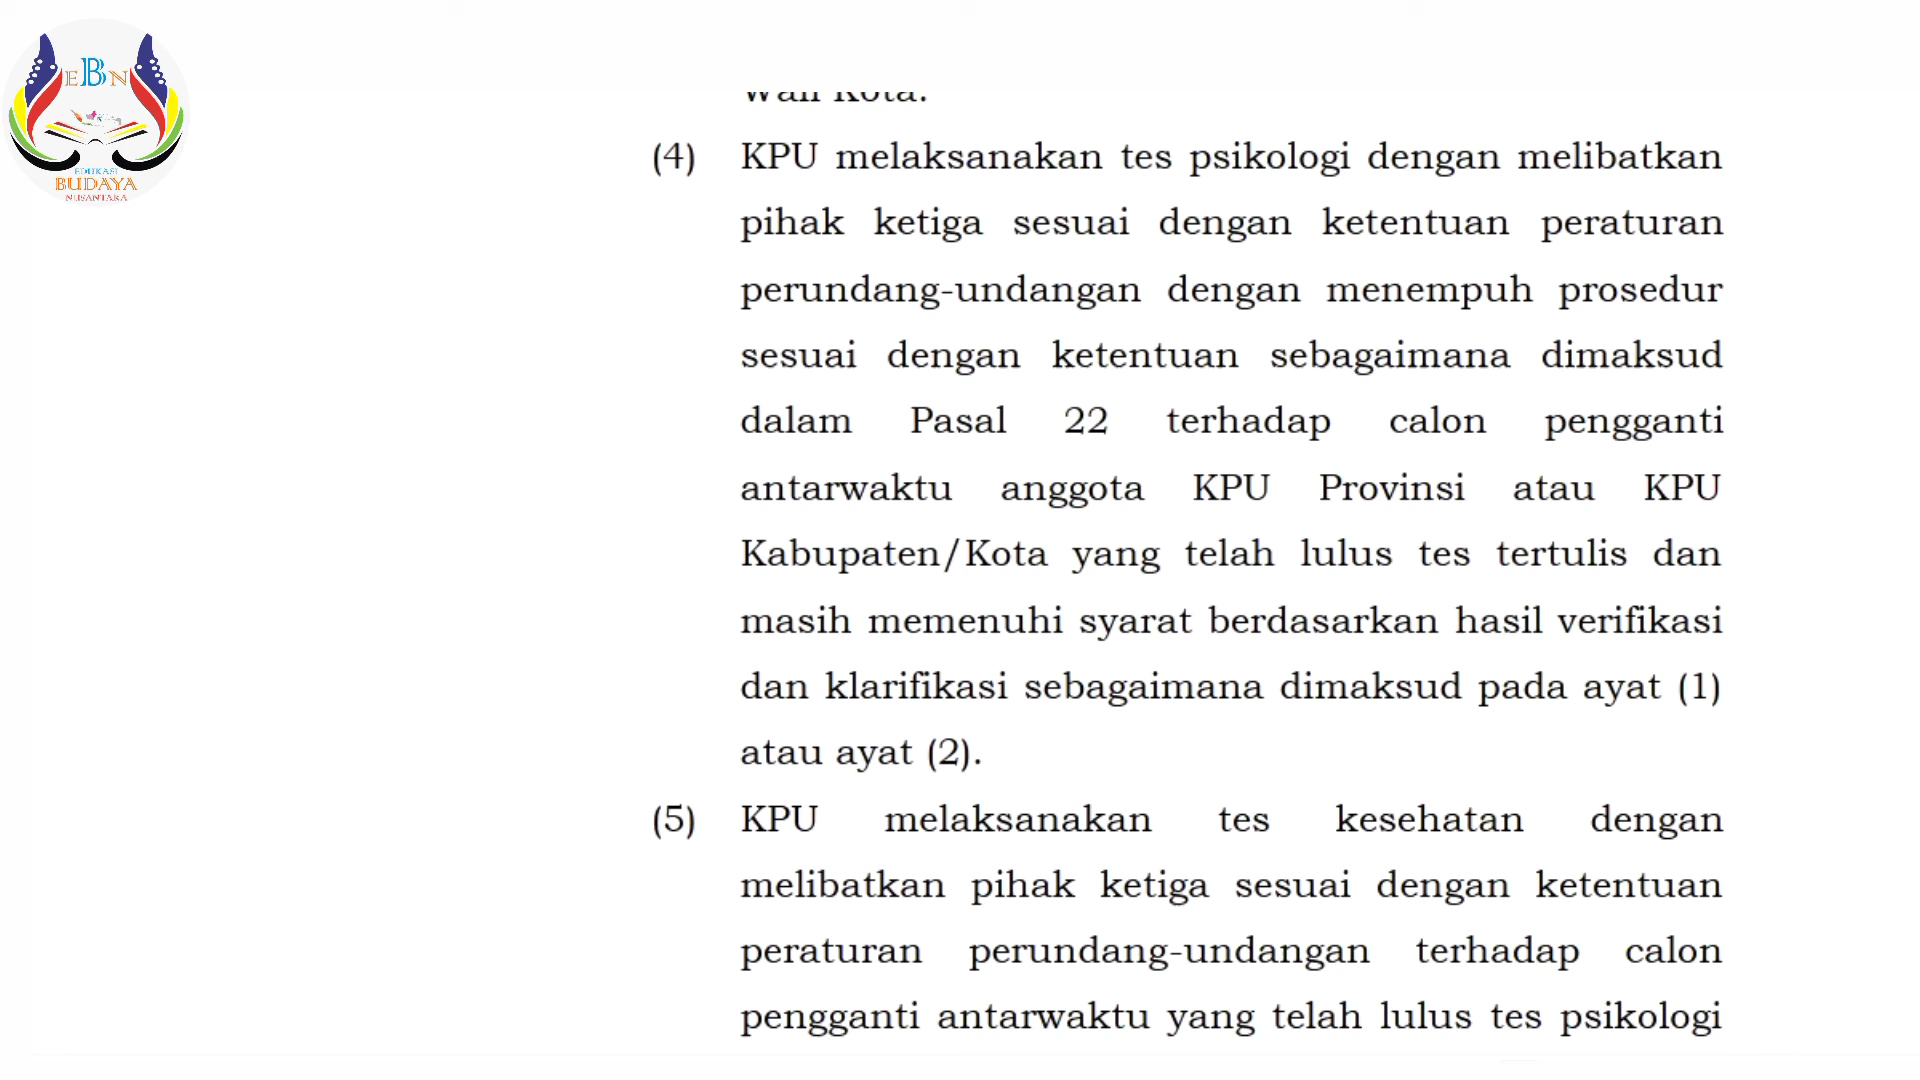 EBN
EDUKASI
BUDAYA
NUSANTARA
Wali Kota.
(4) KPU melaksanakan tes psikologi dengan melibatkan
pihak ketiga sesuai dengan ketentuan peraturan
perundang-undangan dengan menempuh prosedur
sesuai dengan ketentuan sebagaimana dimaksud
dalam Pasal 22 terhadap calon pengganti
antarwaktu anggota KPU Provinsi atau KPU
Kabupaten/Kota yang telah lulus tes tertulis dan
masih memenuhi syarat berdasarkan hasil verifikasi
dan klarifikasi sebagaimana dimaksud pada ayat (1)
atau ayat (2).
(5) KPU melaksanakan tes kesehatan dengan
melibatkan pihak ketiga sesuai dengan ketentuan
peraturan perundang-undangan terhadap calon
pengganti antarwaktu yang telah lulus tes psikologi